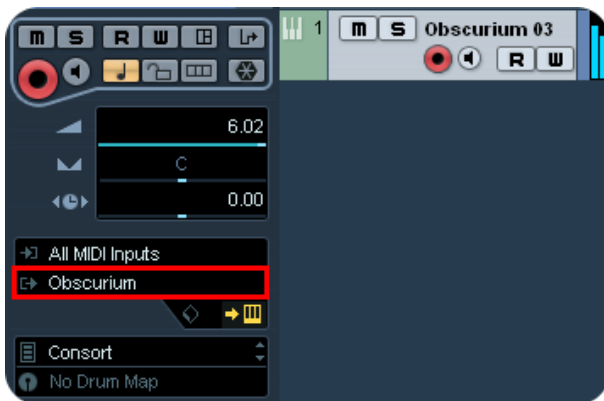 m S R W
1 m S Obscurium 03
R W
6.02
C
0.00
All MIDI Inputs
Obscurium
Consort
No Drum Map